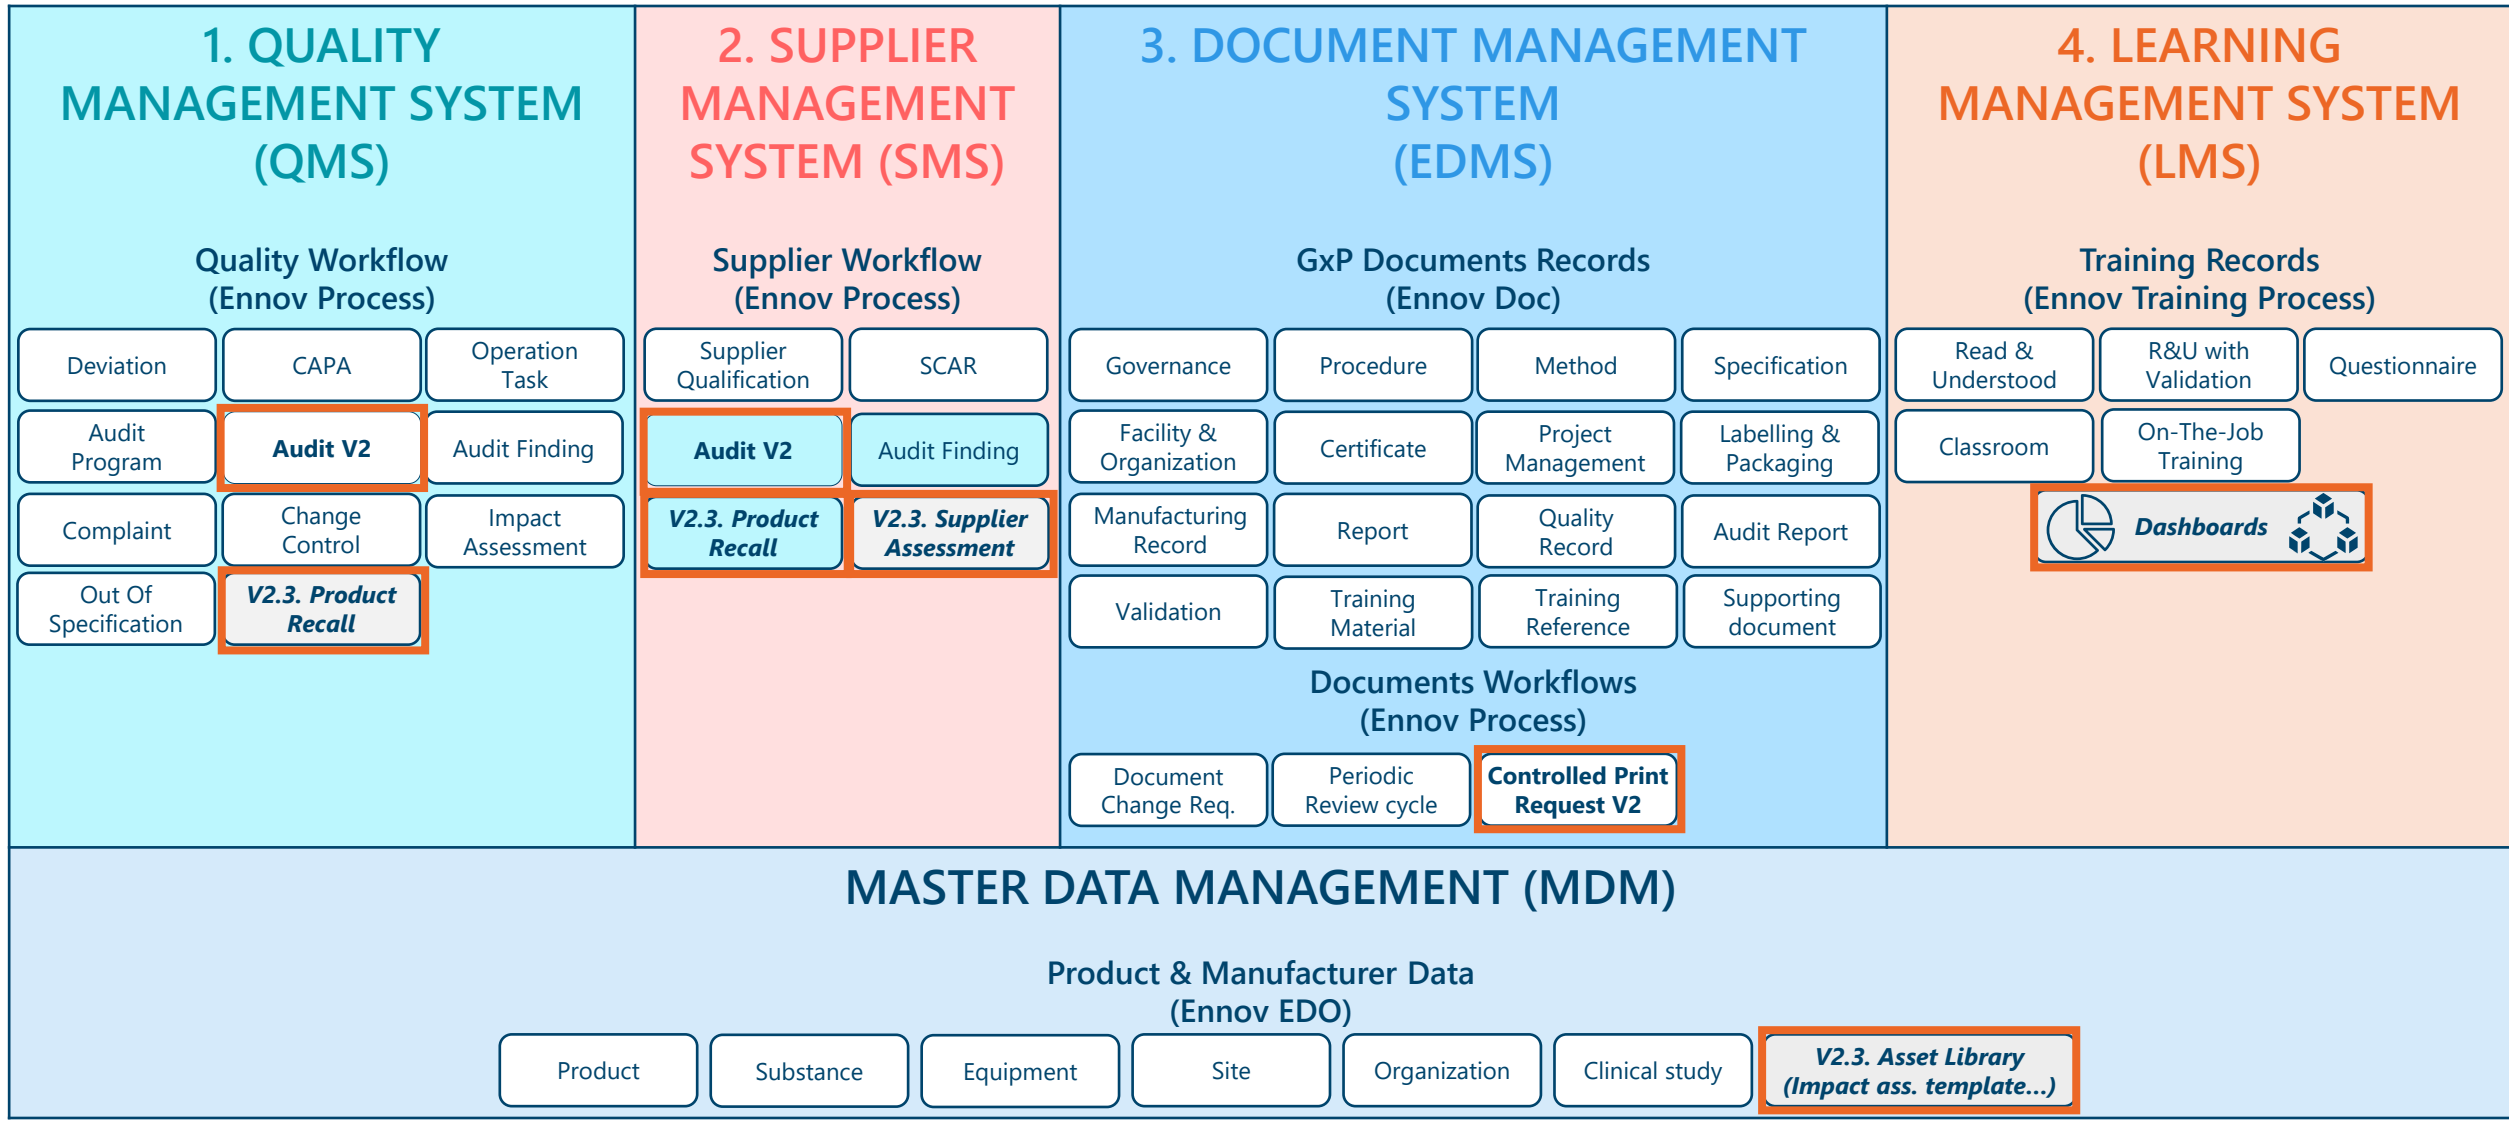 1. QUALITY
MANAGEMENT SYSTEM
(QMS)
Quality Workflow
(Ennov Process)
Deviation
CAPA
Operation
Task
Audit
Program
Audit V2
Audit Finding
Complaint
Change
Control
Impact
Assessment
Out Of
Specification
V2.3. Product
Recall
2. SUPPLIER
MANAGEMENT
SYSTEM (SMS)
Supplier Workflow
(Ennov Process)
Supplier
Qualification
SCAR
Audit V2
Audit Finding
V2.3. Product
Recall
V2.3. Supplier
Assessment
3. DOCUMENT MANAGEMENT
SYSTEM
(EDMS)
GxP Documents Records
(Ennov Doc)
Governance
Procedure
Method
Specification
Facility &
Organization
Certificate
Project
Management
Labelling &
Packaging
Manufacturing
Record
Report
Quality
Record
Audit Report
Validation
Training
Material
Training
Reference
Supporting
document
Documents Workflows
(Ennov Process)
Document
Change Req.
Periodic
Review cycle
Controlled Print
Request V2
4. LEARNING
MANAGEMENT SYSTEM
(LMS)
Training Records
(Ennov Training Process)
Read &
Understood
R&U with
Validation
Questionnaire
Classroom
On-The-Job
Training
Dashboards
MASTER DATA MANAGEMENT (MDM)
Product & Manufacturer Data
(Ennov EDO)
Product
Substance
Equipment
Site
Organization
Clinical study
V2.3. Asset Library
(Impact ass. template...)